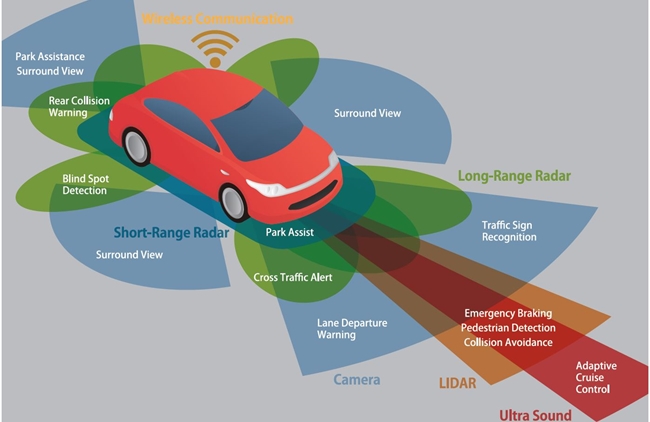 Wireless Communication
Park Assistance
Surround View
Rear Collision
Warning
Surround View
Blind Spot
Detection
Long-Range Radar
Traffic Sign
Recognition
Short-Range Radar
Park Assist
Surround View
Cross Traffic Alert
Emergency Braking
Pedestrian Detection
Collision Avoidance
Lane Departure
Warning
Adaptive
Cruise
Control
Camera
LIDAR
Ultra Sound